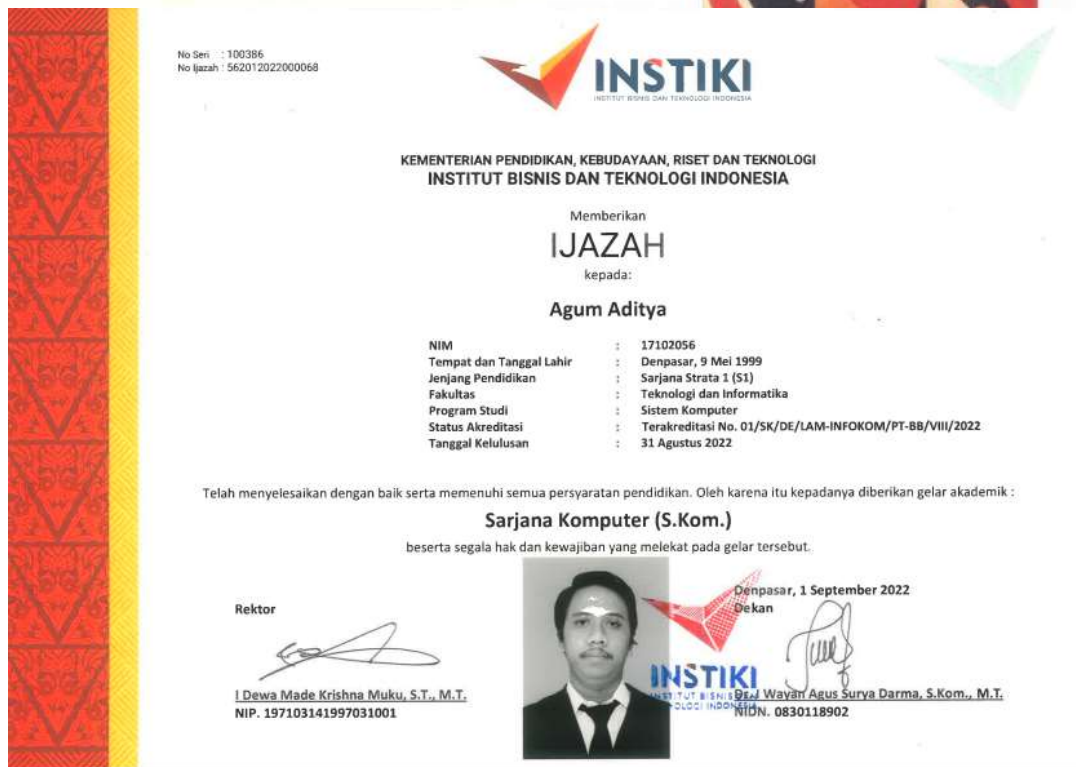 No Seri : 100386
No Ijazah : 562012022000068
INSTIKI
INSTITUT BISNIS DAN TEKNOLOGI INDONESIA
KEMENTERIAN PENDIDIKAN, KEBUDAYAAN, RISET DAN TEKNOLOGI
INSTITUT BISNIS DAN TEKNOLOGI INDONESIA
Memberikan
IJAZAH
kepada:
Agum Aditya
NIM : 17102056
Tempat dan Tanggal Lahir : Denpasar, 9 Mei 1999
Jenjang Pendidikan : Sarjana Strata 1 (S1)
Fakultas : Teknologi dan Informatika
Program Studi : Sistem Komputer
Status Akreditasi : Terakreditasi No. 01/SK/DE/LAM-INFOKOM/PT-BB/VIII/2022
Tanggal Kelulusan : 31 Agustus 2022
Telah menyelesaikan dengan baik serta memenuhi semua persyaratan pendidikan. Oleh karena itu kepadanya diberikan gelar akademik :
Sarjana Komputer (S.Kom.)
beserta segala hak dan kewajiban yang melekat pada gelar tersebut.
Denpasar, 1 September 2022
Rektor
Dekan
INSTIKI
I Dewa Made Krishna Muku, S.T., M.T.
NIP. 197103141997031001
Dr. I Wayan Agus Surya Darma, S.Kom., M.T.
NIDN. 0830118902